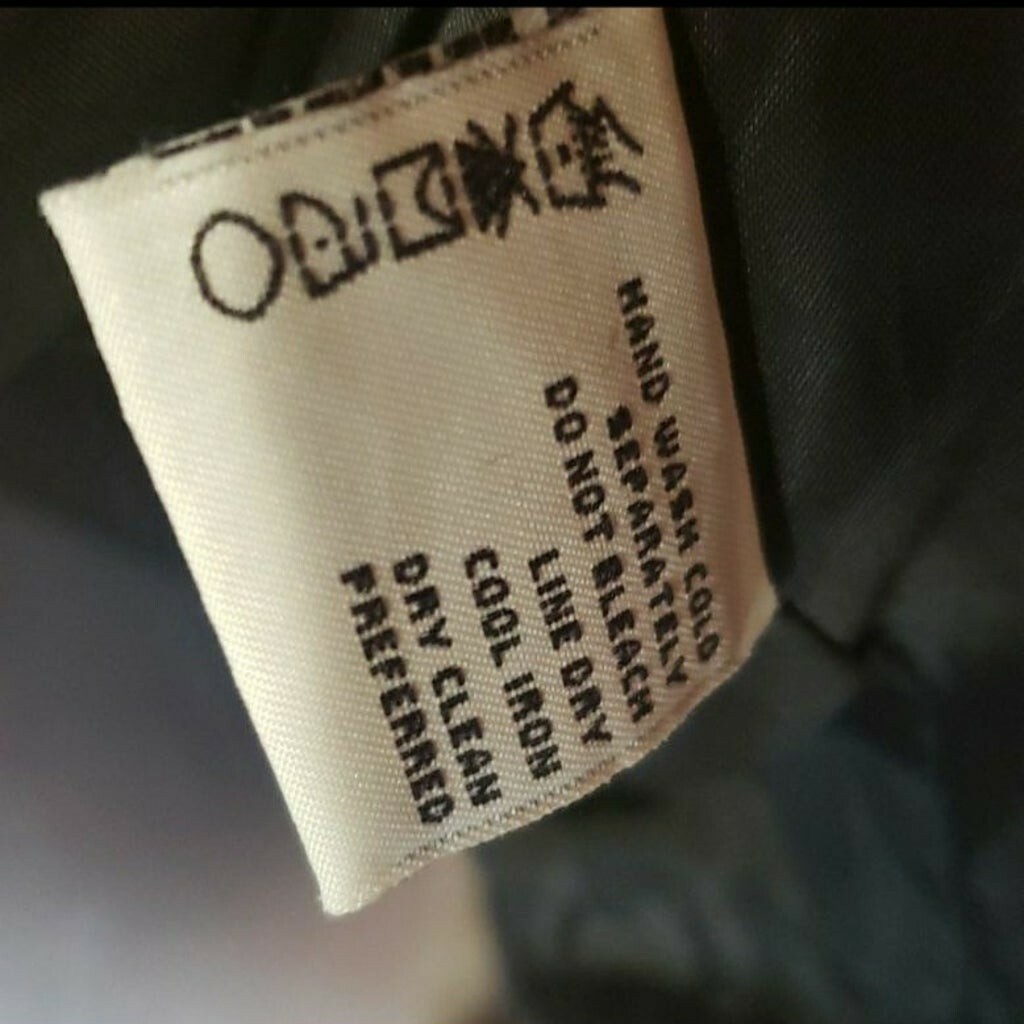 HAND WASH COLD
SEPARATELY
DO NOT BLEACH
LINE DRY
COOL IRON
DRY CLEAN
PREFERRED